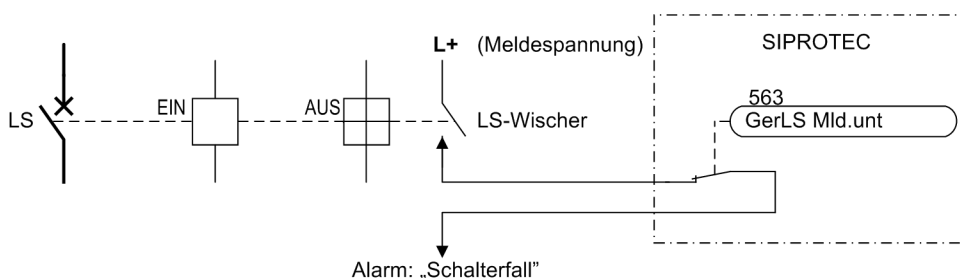 L+ (Meldespannung)
SIPROTEC
563
GerLS Mld.unt
LS
EIN
AUS
LS-Wischer
Alarm: „Schalterfall”